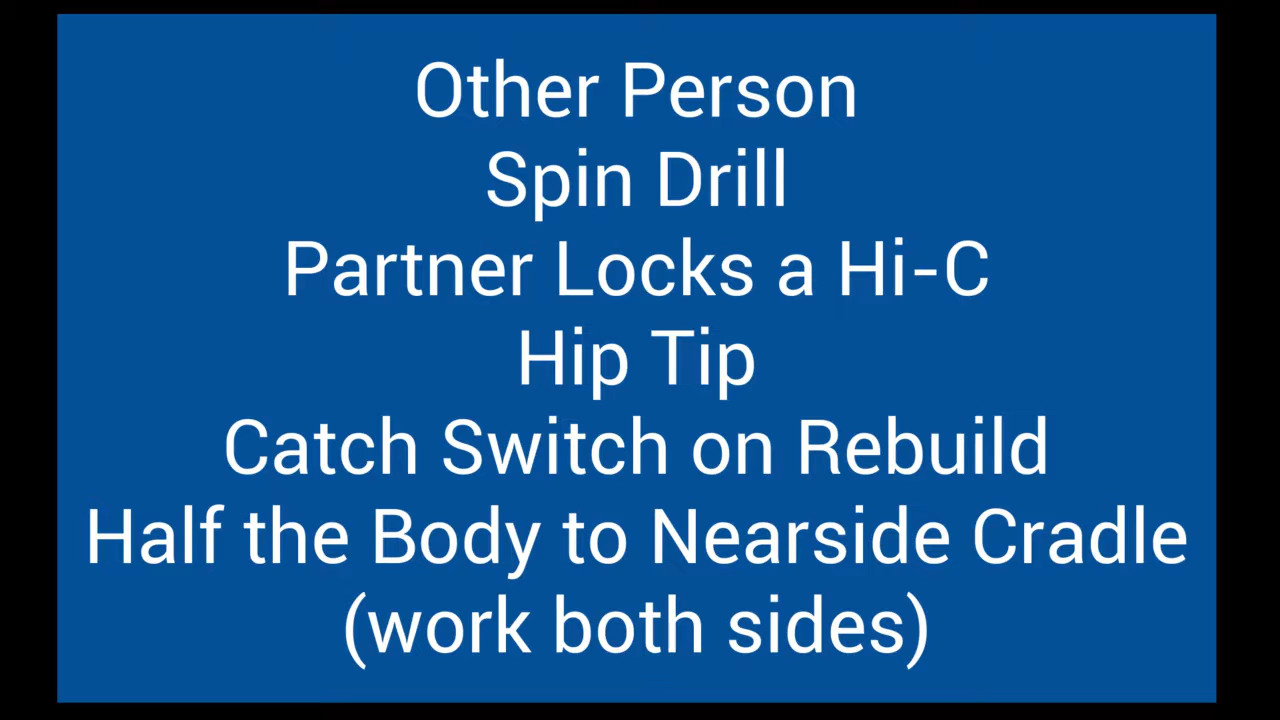 Other Person
Spin Drill
Partner Locks a Hi-C
Hip Tip
Catch Switch on Rebuild
Half the Body to Nearside Cradle
(work both sides)